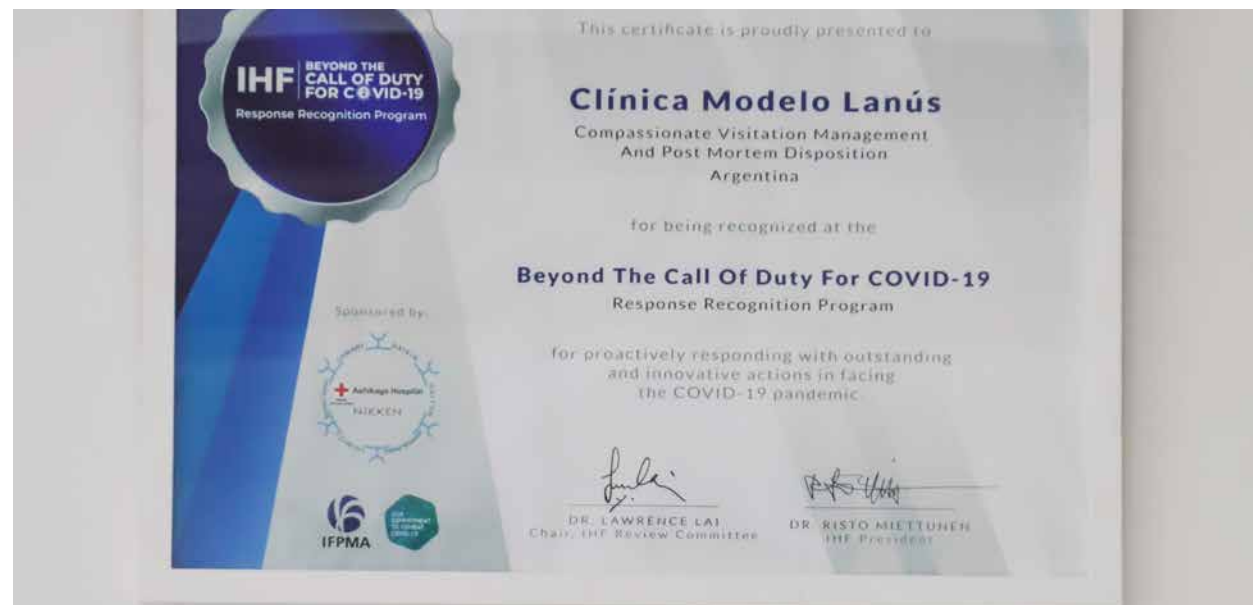 IHF
BEYOND THE
CALL OF DUTY
FOR COVID-19
Response Recognition Program
This certificate is proudly presented to
Clínica Modelo Lanús
Compassionate Visitation Management
And Post Mortem Disposition
Argentina
for being recognized at the
Beyond The Call Of Duty For COVID-19
Response Recognition Program
for proactively responding with outstanding
and innovative actions in facing
the COVID-19 pandemic
Sponsored by:
Ashikaga Hospital
NIKKEN
IFPMA
DR. LAWRENCE LAI
Chair, IHF Review Committee
DR. RISTO MIETTUNEN
IHF President